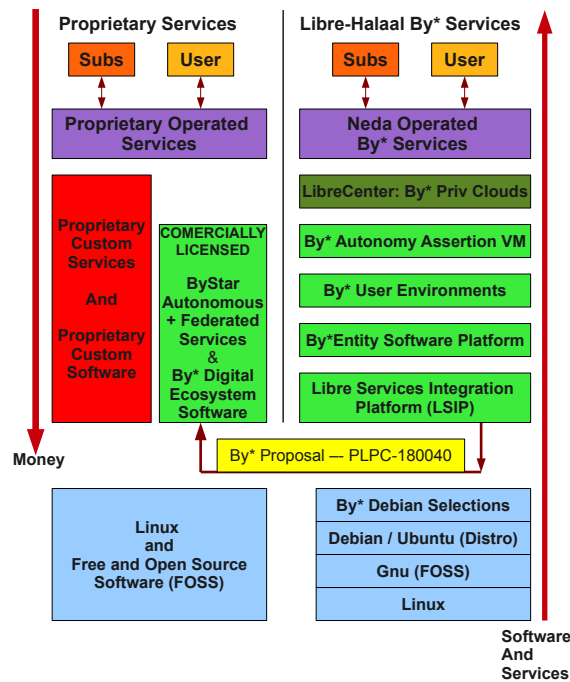 Proprietary Services
Subs
User
Proprietary Operated
Services
Proprietary
Custom
Services
And
Proprietary
Custom
Software
COMERCIALLY
LICENSED
ByStar
Autonomous
+ Federated
Services
&
By* Digital
Ecosystem
Software
Money
Libre-Halaal By* Services
Subs
User
Neda Operated
By* Services
LibreCenter: By* Priv Clouds
By* Autonomy Assertion VM
By* User Environments
By*Entity Software Platform
Libre Services Integration
Platform (LSIP)
By* Proposal –- PLPC-180040
Linux
and
Free and Open Source
Software (FOSS)
By* Debian Selections
Debian / Ubuntu (Distro)
Gnu (FOSS)
Linux
Software
And
Services